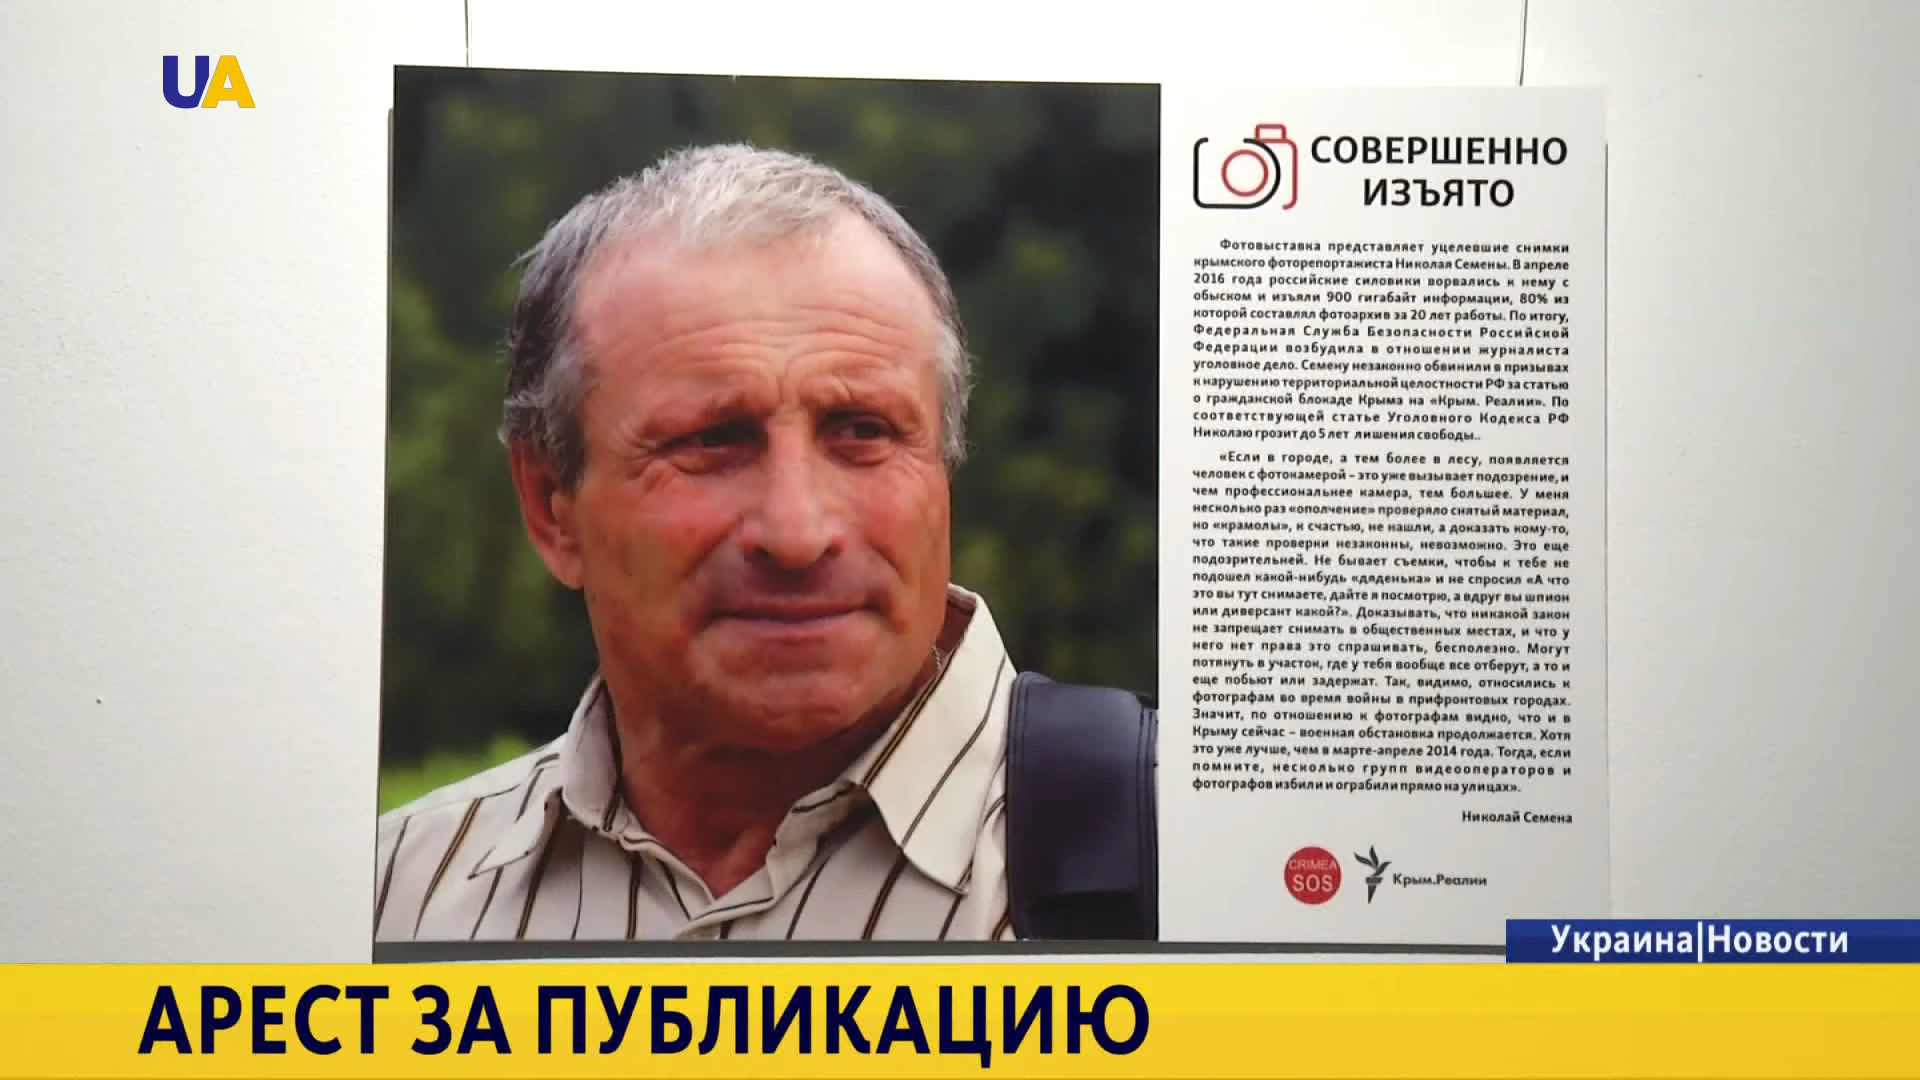 UA
СОВЕРШЕННО
ИЗЪЯТО
Фотовыставка представляет уцелевшие снимки
крымского фоторепортажиста Николая Семены. В апреле
2016 года российские силовики ворвались к нему с
обыском и изъяли 900 гигабайт информации, 80% из
которой составлял фотоархив за 20 лет работы. По итогу,
Федеральная Служба Безопасности Российской
Федерации возбудила в отношении журналиста
уголовное дело. Семену незаконно обвинили в призывах
к нарушению территориальной целостности РФ за статью
о гражданской блокаде Крыма на «Крым. Реалии». По
соответствующей статье Уголовного Кодекса РФ
Николаю грозит до 5 лет лишения свободы..
«Если в городе, а тем более в лесу, появляется
человек с фотокамерой – это уже вызывает подозрение, и
чем профессиональнее камера, тем большее. У меня
несколько раз «ополчение» проверяло снятый материал,
но «крамолы», к счастью, не нашли, а доказать кому-то,
что такие проверки незаконны, невозможно. Это еще
подозрительней. Не бывает съемки, чтобы к тебе не
подошел какой-нибудь «дяденька» и не спросил «А что
это вы тут снимаете, дайте я посмотрю, а вдруг вы шпион
или диверсант какой?». Доказывать, что никакой закон
не запрещает снимать в общественных местах, и что у
него нет права это спрашивать, бесполезно. Могут
потянуть в участок, где у тебя вообще все отберут, а то и
еще побьют или задержат. Так, видимо, относились к
фотографам во время войны в прифронтовых городах.
Значит, по отношению к фотографам видно, что и в
Крыму сейчас – военная обстановка продолжается. Хотя
это уже лучше, чем в марте-апреле 2014 года. Тогда, если
помните, несколько групп видеооператоров и
фотографов избили и ограбили прямо на улицах».
Николай Семена
CRIMEA
SOS
Крым.Реалии
Украина|Новости
АРЕСТ ЗА ПУБЛИКАЦИЮ